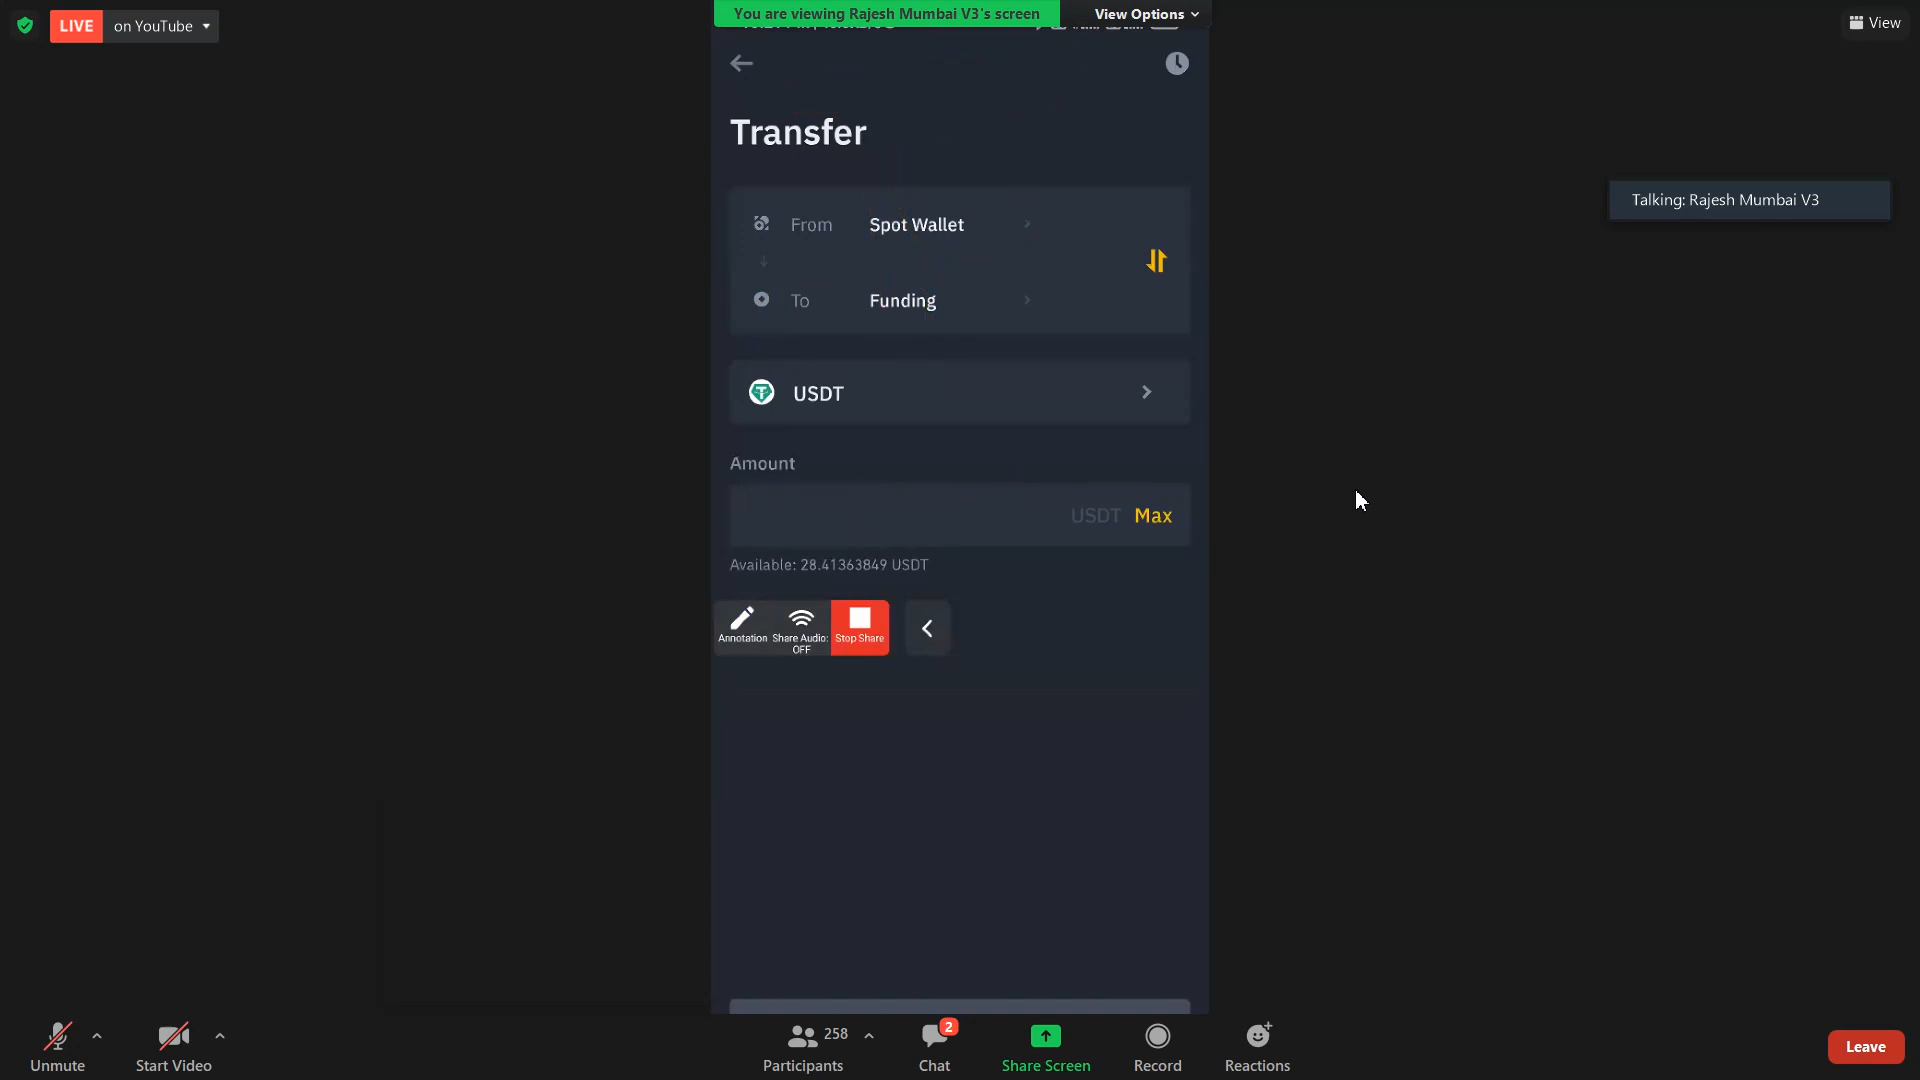 LIVE on YouTube
You are viewing Rajesh Mumbai V3's screen
View Options
View
Transfer
Talking: Rajesh Mumbai V3
From Spot Wallet
To Funding
USDT
Amount
USDT Max
Available: 28.41363849 USDT
Annotation
Share Audio: OFF
Stop Share
Unmute
Start Video
258
Participants
2
Chat
Share Screen
Record
Reactions
Leave